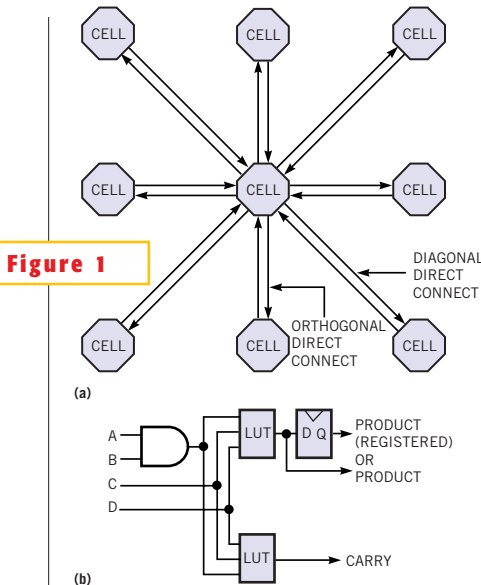 CELL CELL CELL
CELL CELL CELL
Figure 1
DIAGONAL
DIRECT
CONNECT
ORTHOGONAL
DIRECT
CONNECT
CELL CELL CELL
(a)
A
B
C
D
LUT
D Q
PRODUCT
(REGISTERED)
OR
PRODUCT
LUT
CARRY
(b)